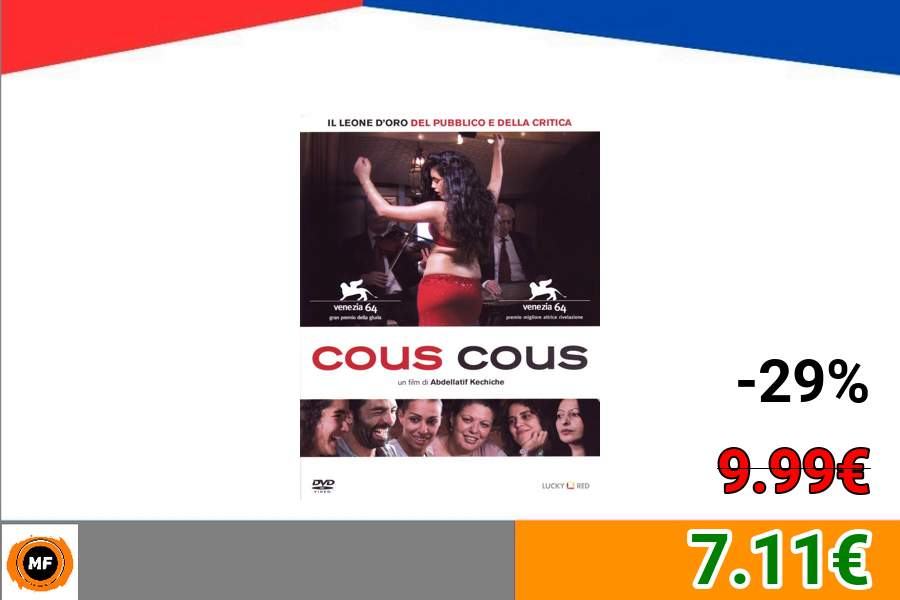 IL LEONE D'ORO DEL PUBBLICO E DELLA CRITICA
venezia 64
gran premio della giuria
venezia 64
premio migliore attrice rivelazione
COUS COUS
un film di Abdellatif Kechiche
DVD
VIDEO
LUCKY RED
-29%
9.99€
7.11€
MF